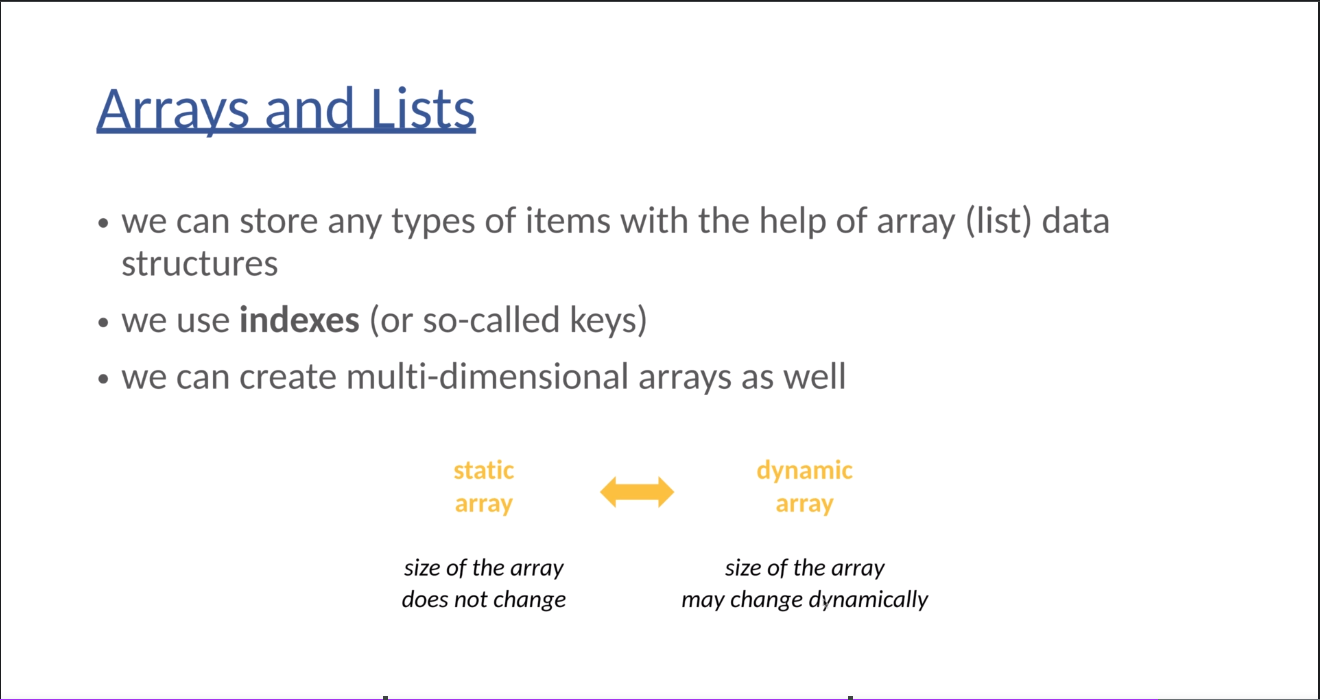 Arrays and Lists
• we can store any types of items with the help of array (list) data
structures
• we use indexes (or so-called keys)
• we can create multi-dimensional arrays as well
static
array
dynamic
array
size of the array
does not change
size of the array
may change dynamically